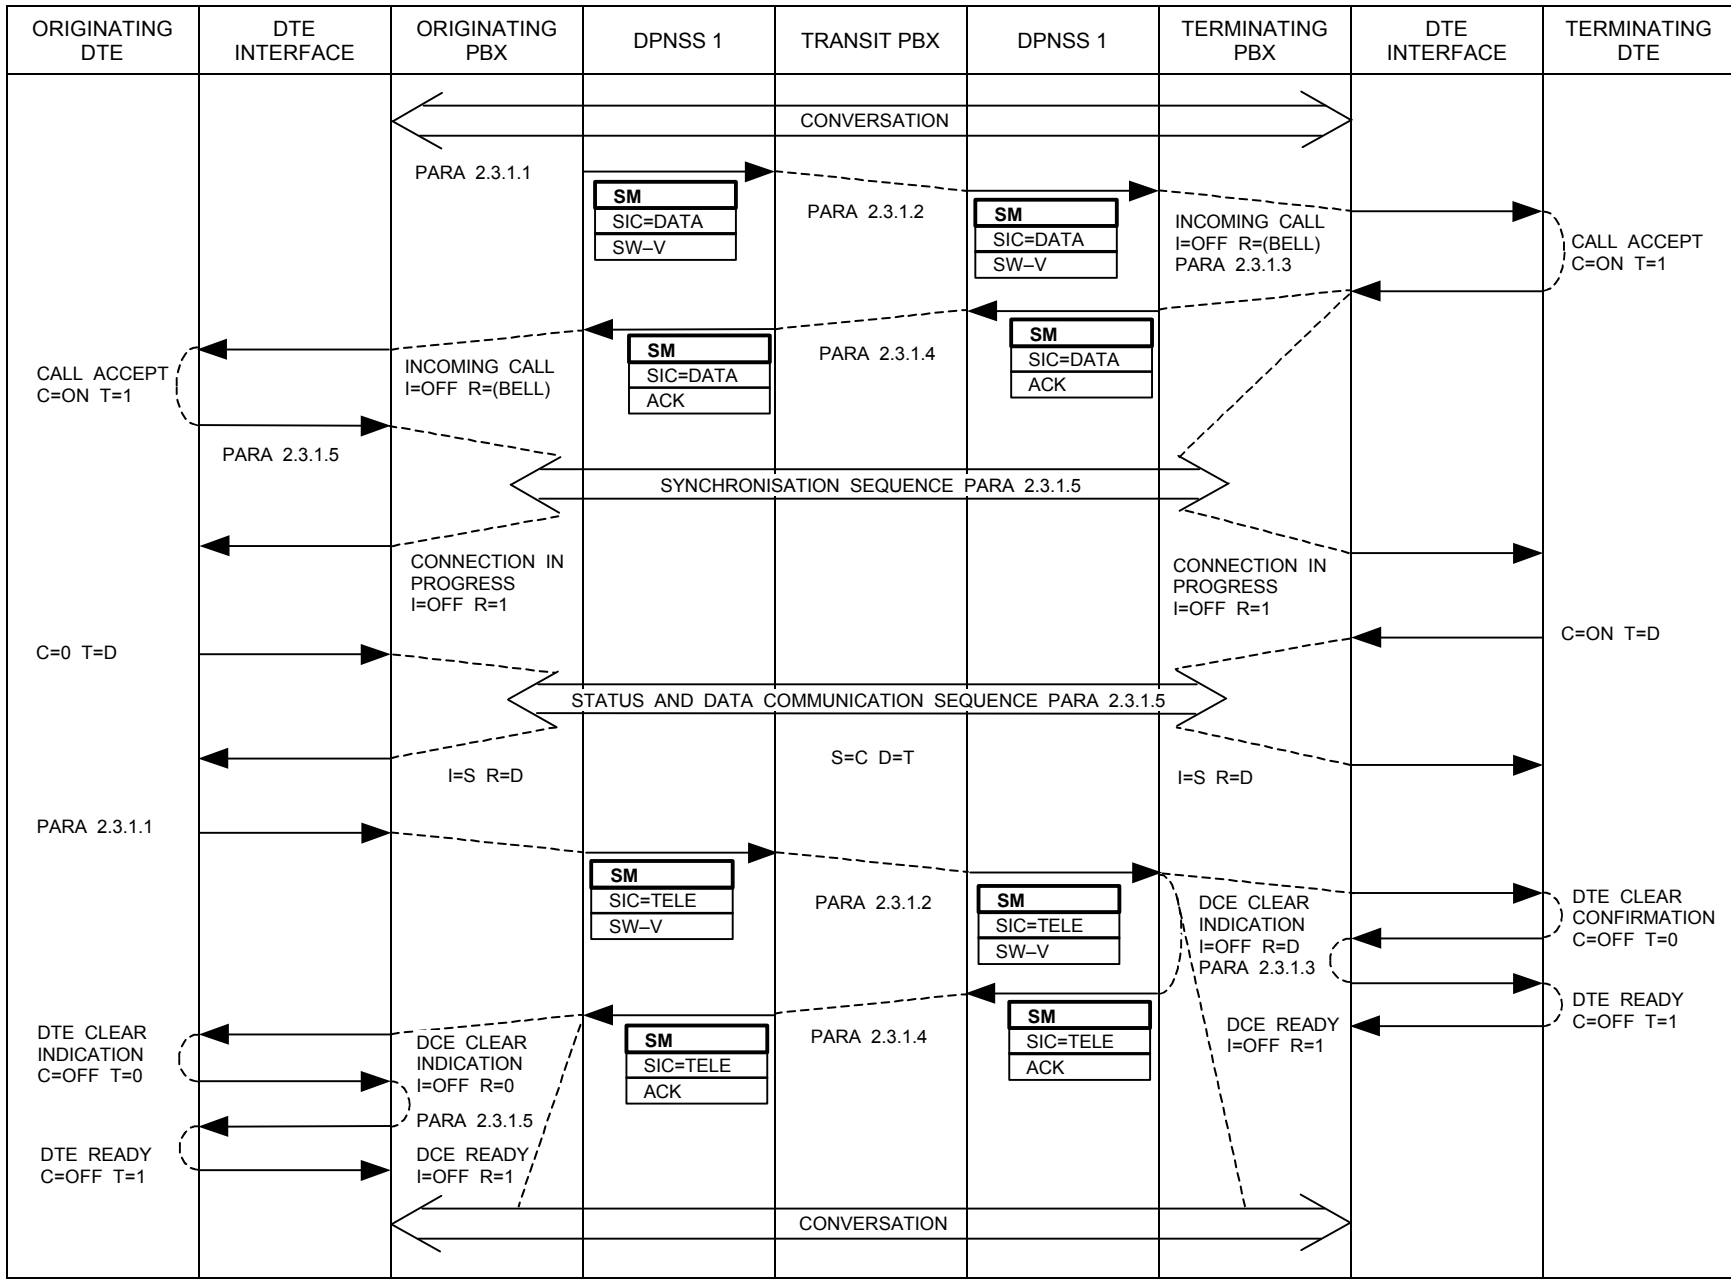 ORIGINATING
DTE
DTE
INTERFACE
ORIGINATING
PBX
DPNSS 1
TRANSIT PBX
DPNSS 1
TERMINATING
PBX
DTE
INTERFACE
TERMINATING
DTE
CONVERSATION
PARA 2.3.1.1
SM
SIC=DATA
SW–V
PARA 2.3.1.2
SM
SIC=DATA
SW–V
INCOMING CALL
I=OFF R=(BELL)
PARA 2.3.1.3
CALL ACCEPT
C=ON T=1
CALL ACCEPT
C=ON T=1
INCOMING CALL
I=OFF R=(BELL)
SM
SIC=DATA
ACK
PARA 2.3.1.4
SM
SIC=DATA
ACK
PARA 2.3.1.5
SYNCHRONISATION SEQUENCE PARA 2.3.1.5
CONNECTION IN
PROGRESS
I=OFF R=1
CONNECTION IN
PROGRESS
I=OFF R=1
C=0 T=D
C=ON T=D
STATUS AND DATA COMMUNICATION SEQUENCE PARA 2.3.1.5
I=S R=D
S=C D=T
I=S R=D
PARA 2.3.1.1
SM
SIC=TELE
SW–V
PARA 2.3.1.2
SM
SIC=TELE
SW–V
DCE CLEAR
INDICATION
I=OFF R=D
PARA 2.3.1.3
DTE CLEAR
CONFIRMATION
C=OFF T=0
DTE READY
C=OFF T=1
DTE CLEAR
INDICATION
C=OFF T=0
DCE CLEAR
INDICATION
I=OFF R=0
PARA 2.3.1.5
SM
SIC=TELE
ACK
PARA 2.3.1.4
SM
SIC=TELE
ACK
DCE READY
I=OFF R=1
DTE READY
C=OFF T=1
DCE READY
I=OFF R=1
CONVERSATION